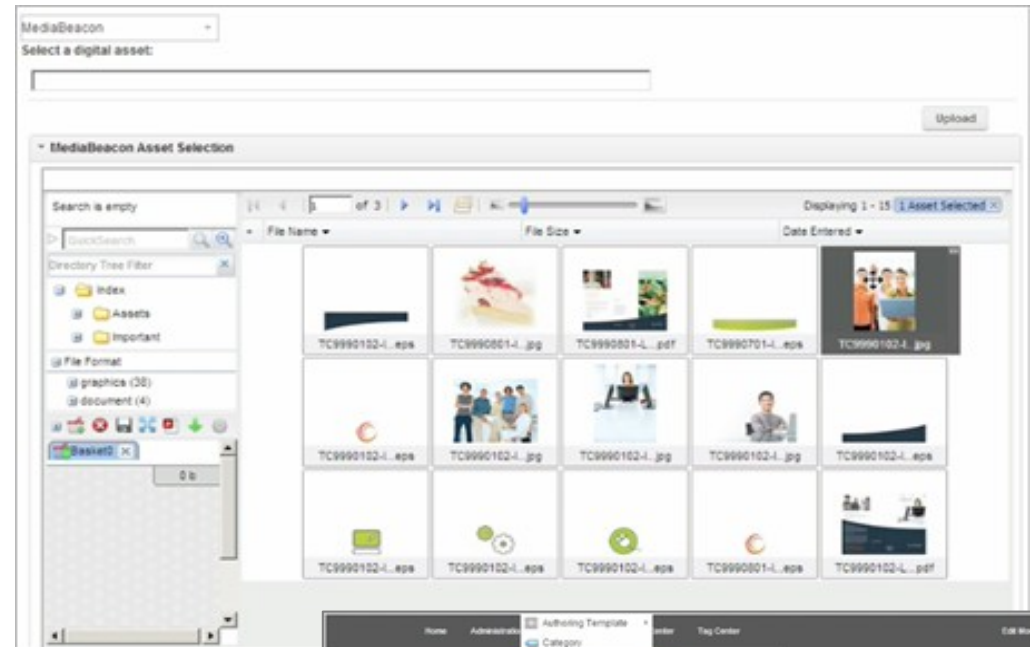 MediaBeacon
Select a digital asset:
Upload
MediaBeacon Asset Selection
Search is empty
1 of 3
Displaying 1 - 15 1 Asset Selected
QuickSearch
File Name File Size Date Entered
Directory Tree Filter
Index
Assets
Important
TC9990102-I...eps TC9990801-I...jpg TC9990801-L...pdf TC9990701-I...eps TC9990102-I...jpg
File Format
graphics (38)
document (4)
Basket0
TC9990102-I...eps TC9990102-I...jpg TC9990102-I...jpg TC9990102-I...jpg TC9990102-I...eps
0 b
TC9990102-I...eps TC9990102-I...eps TC9990102-I...eps TC9990801-I...eps TC9990102-L...pdf
Authoring Template
Home Tag Center
Category